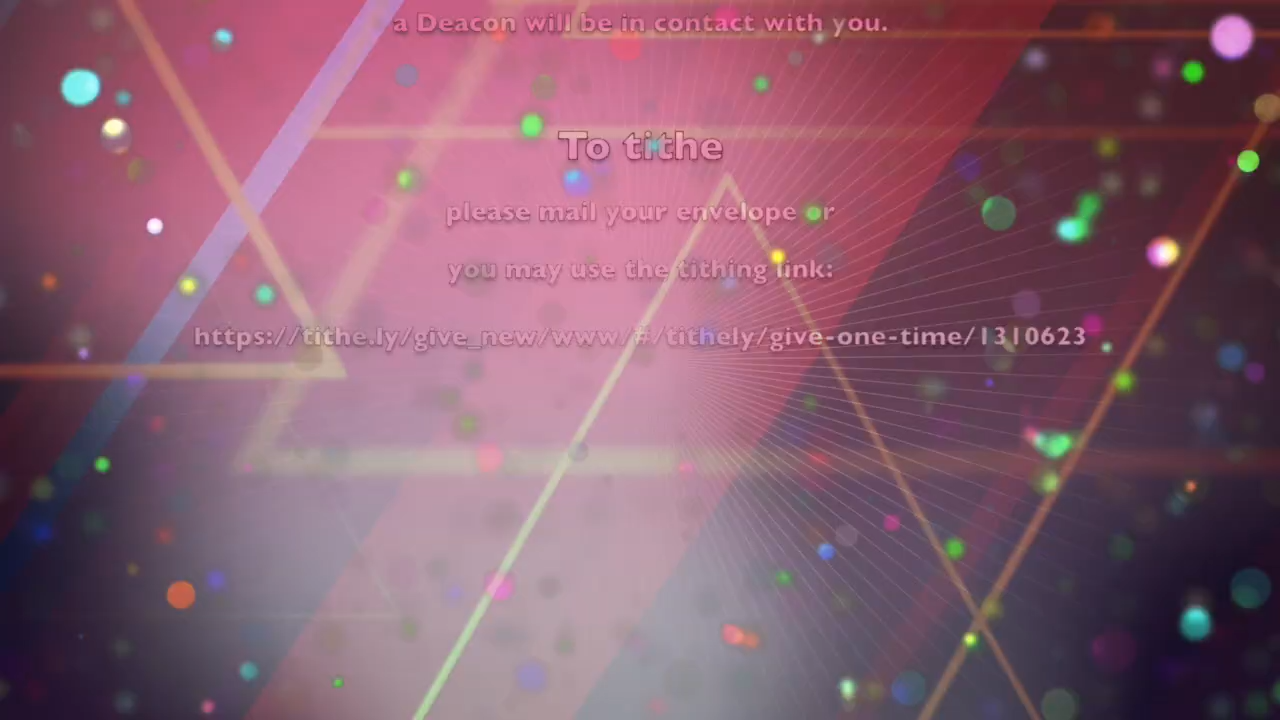 a Deacon will be in contact with you.
To tithe
please mail your envelope or
you may use the tithing link:
https://tithe.ly/give_new/www/#/tithely/give-one-time/1310623